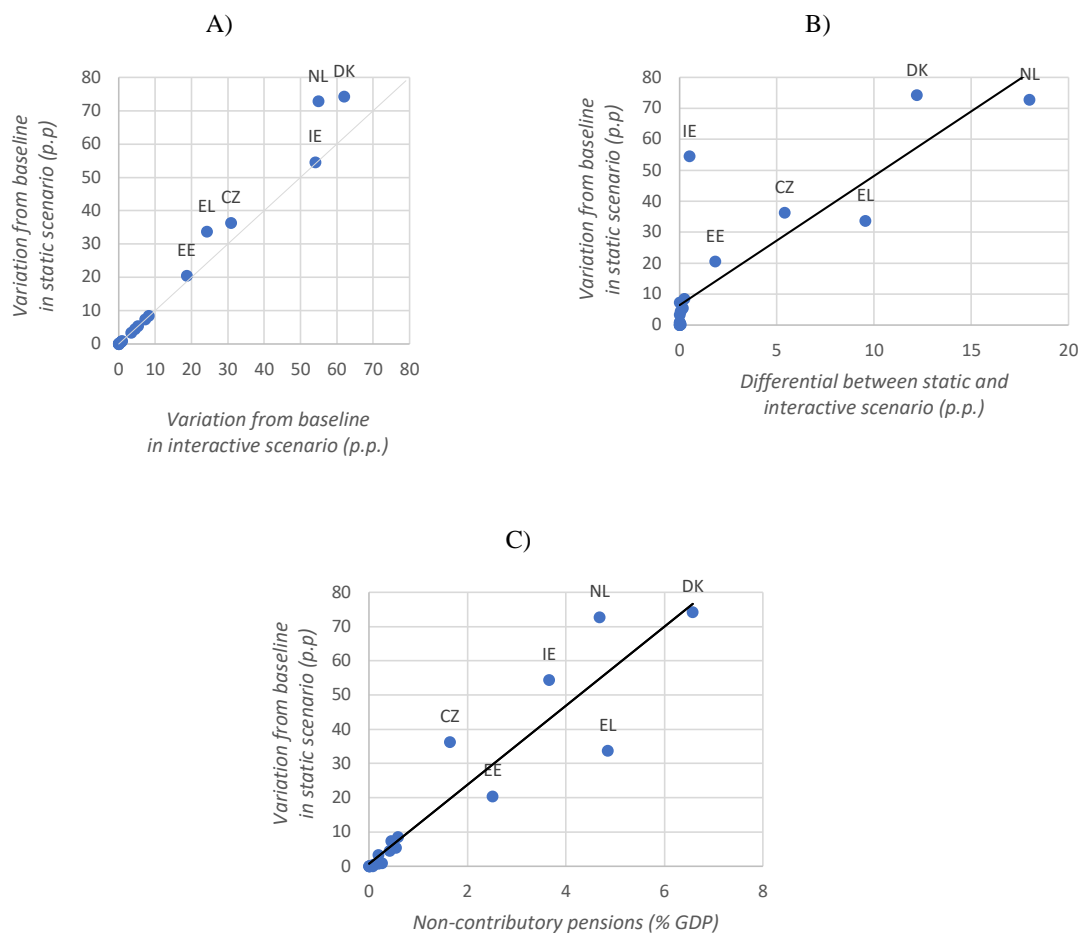 A)
NL DK
IE
EL CZ
EE
80
70
60
50
40
30
20
10
0
0 10 20 30 40 50 60 70 80
Variation from baseline
in static scenario (p.p)
Variation from baseline
in interactive scenario (p.p.)
B)
DK NL
IE
CZ EL
EE
80
70
60
50
40
30
20
10
0
0 5 10 15 20
Variation from baseline
in static scenario (p.p.)
Differential between static and
interactive scenario (p.p.)
C)
NL DK
IE
CZ EL
EE
80
70
60
50
40
30
20
10
0
0 2 4 6 8
Variation from baseline
in static scenario (p.p)
Non-contributory pensions (% GDP)